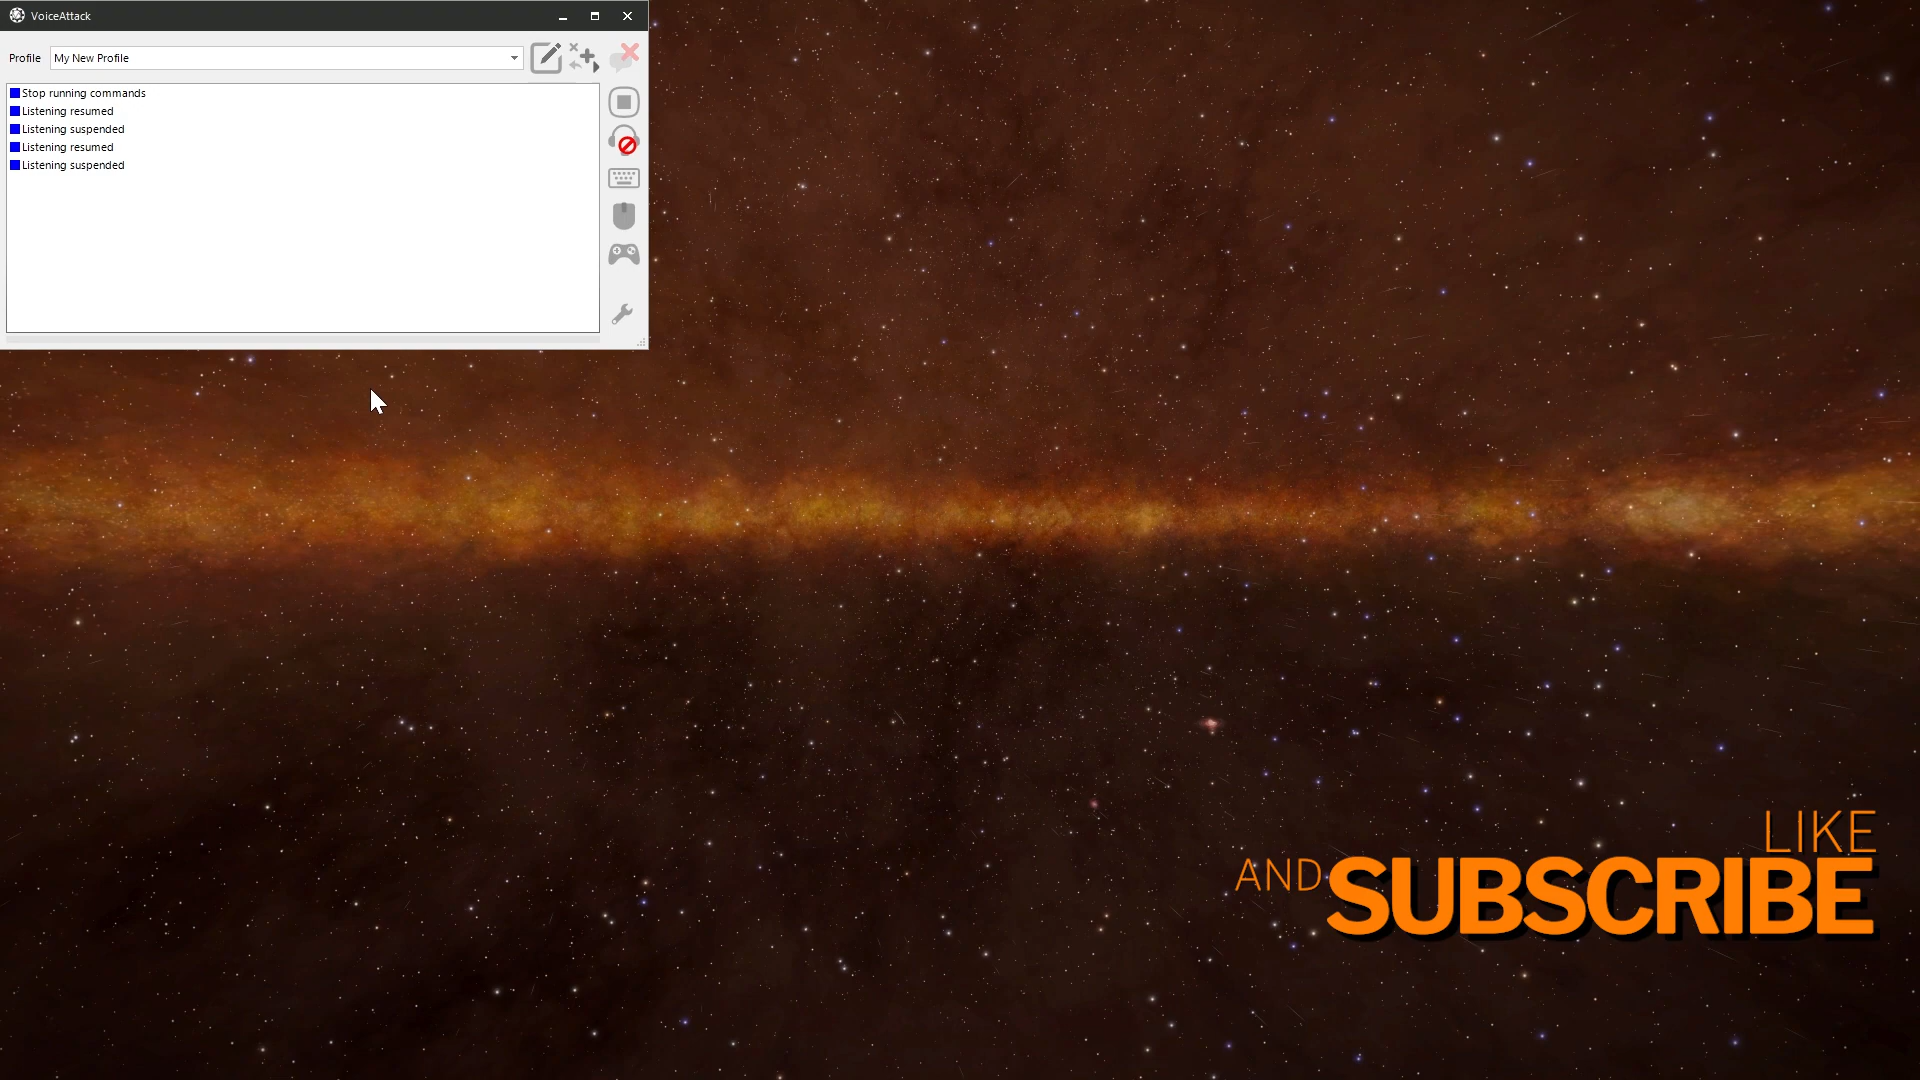 VoiceAttack
Profile
My New Profile
Stop running commands
Listening resumed
Listening suspended
Listening resumed
Listening suspended
LIKE
AND SUBSCRIBE